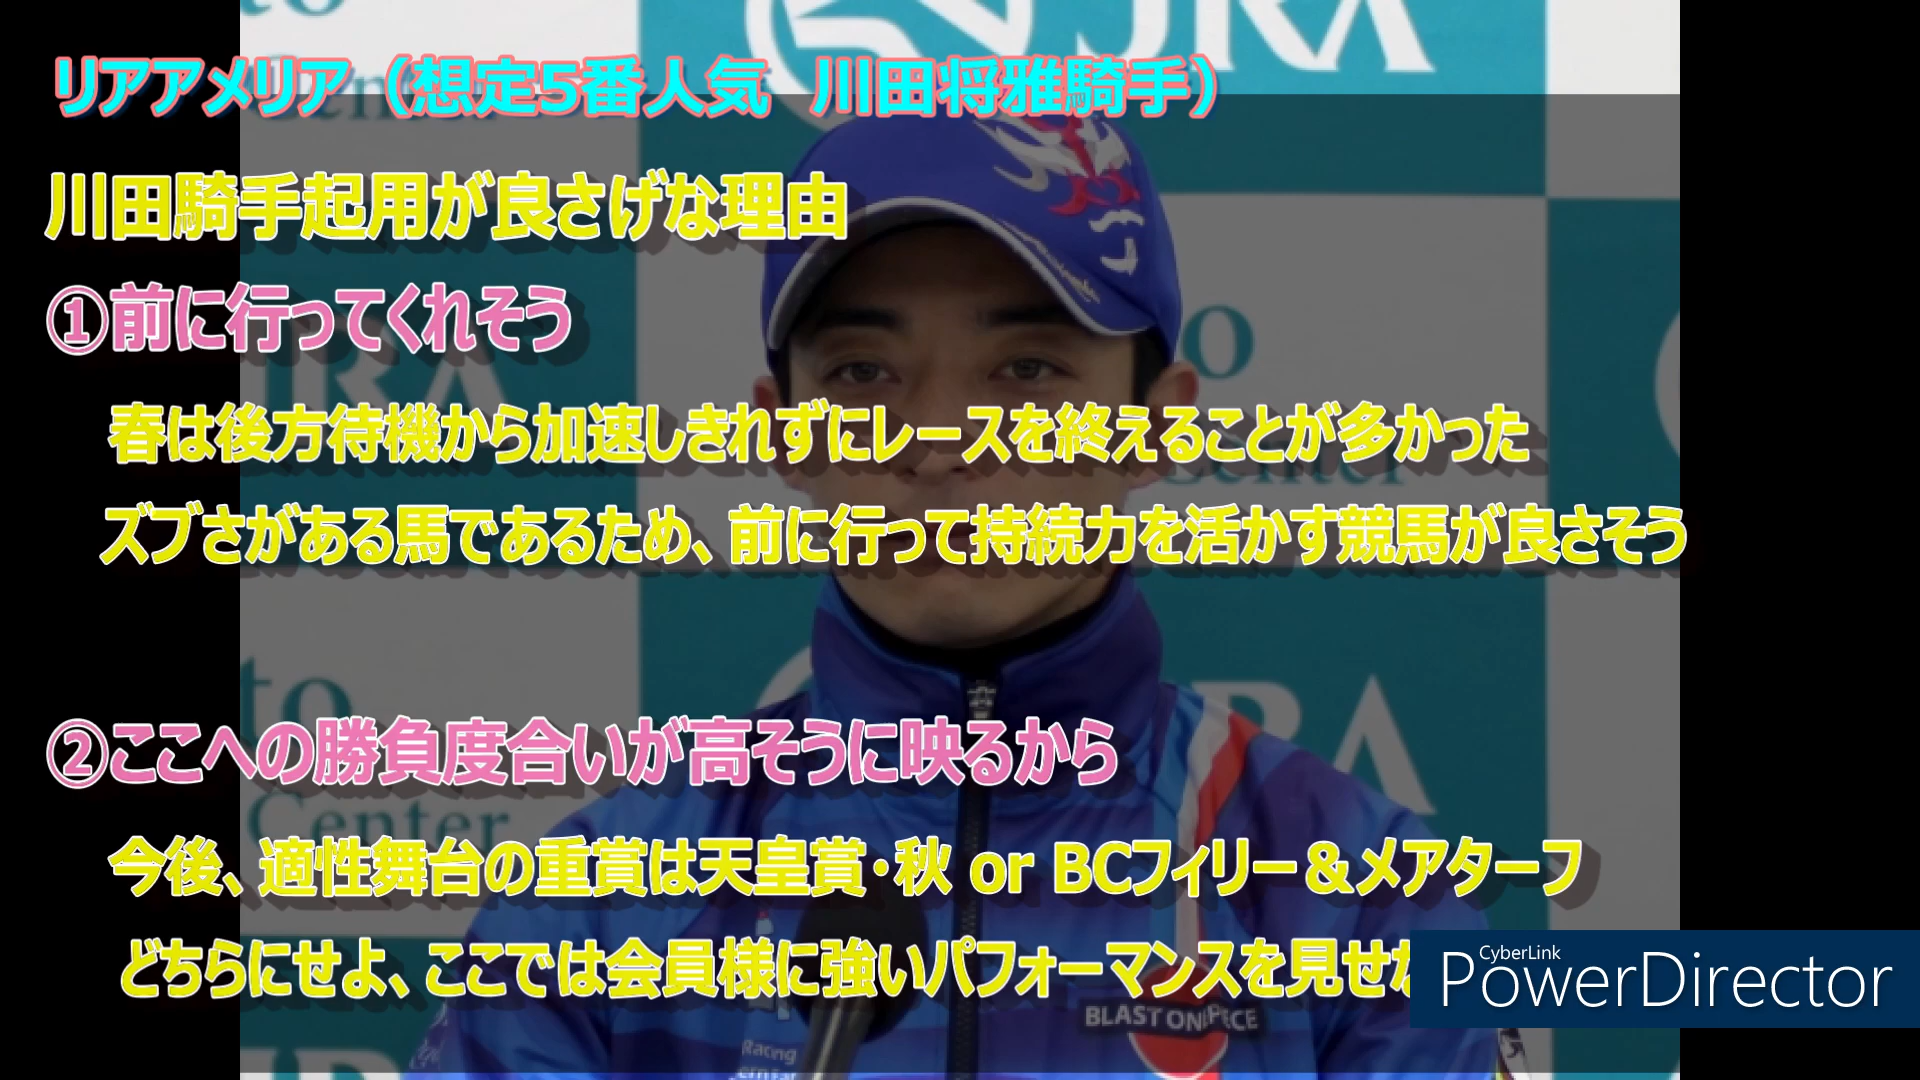 JRA
リアアメリア（想定5番人気　川田将雅騎手）
川田騎手起用が良さげな理由
①前に行ってくれそう
JRA
春は後方待機から加速しきれずにレースを終えることが多かった
ズブさがある馬であるため、前に行って持続力を活かす競馬が良さそう
to
RA
②ここへの勝負度合いが高そうに映るから
Center
今後、適性舞台の重賞は天皇賞・秋 or BCフィリー＆メアターフ
どちらにせよ、ここでは会員様に強いパフォーマンスを見せ
CyberLink
PowerDirector
BLAST ONEPIECE
Racing